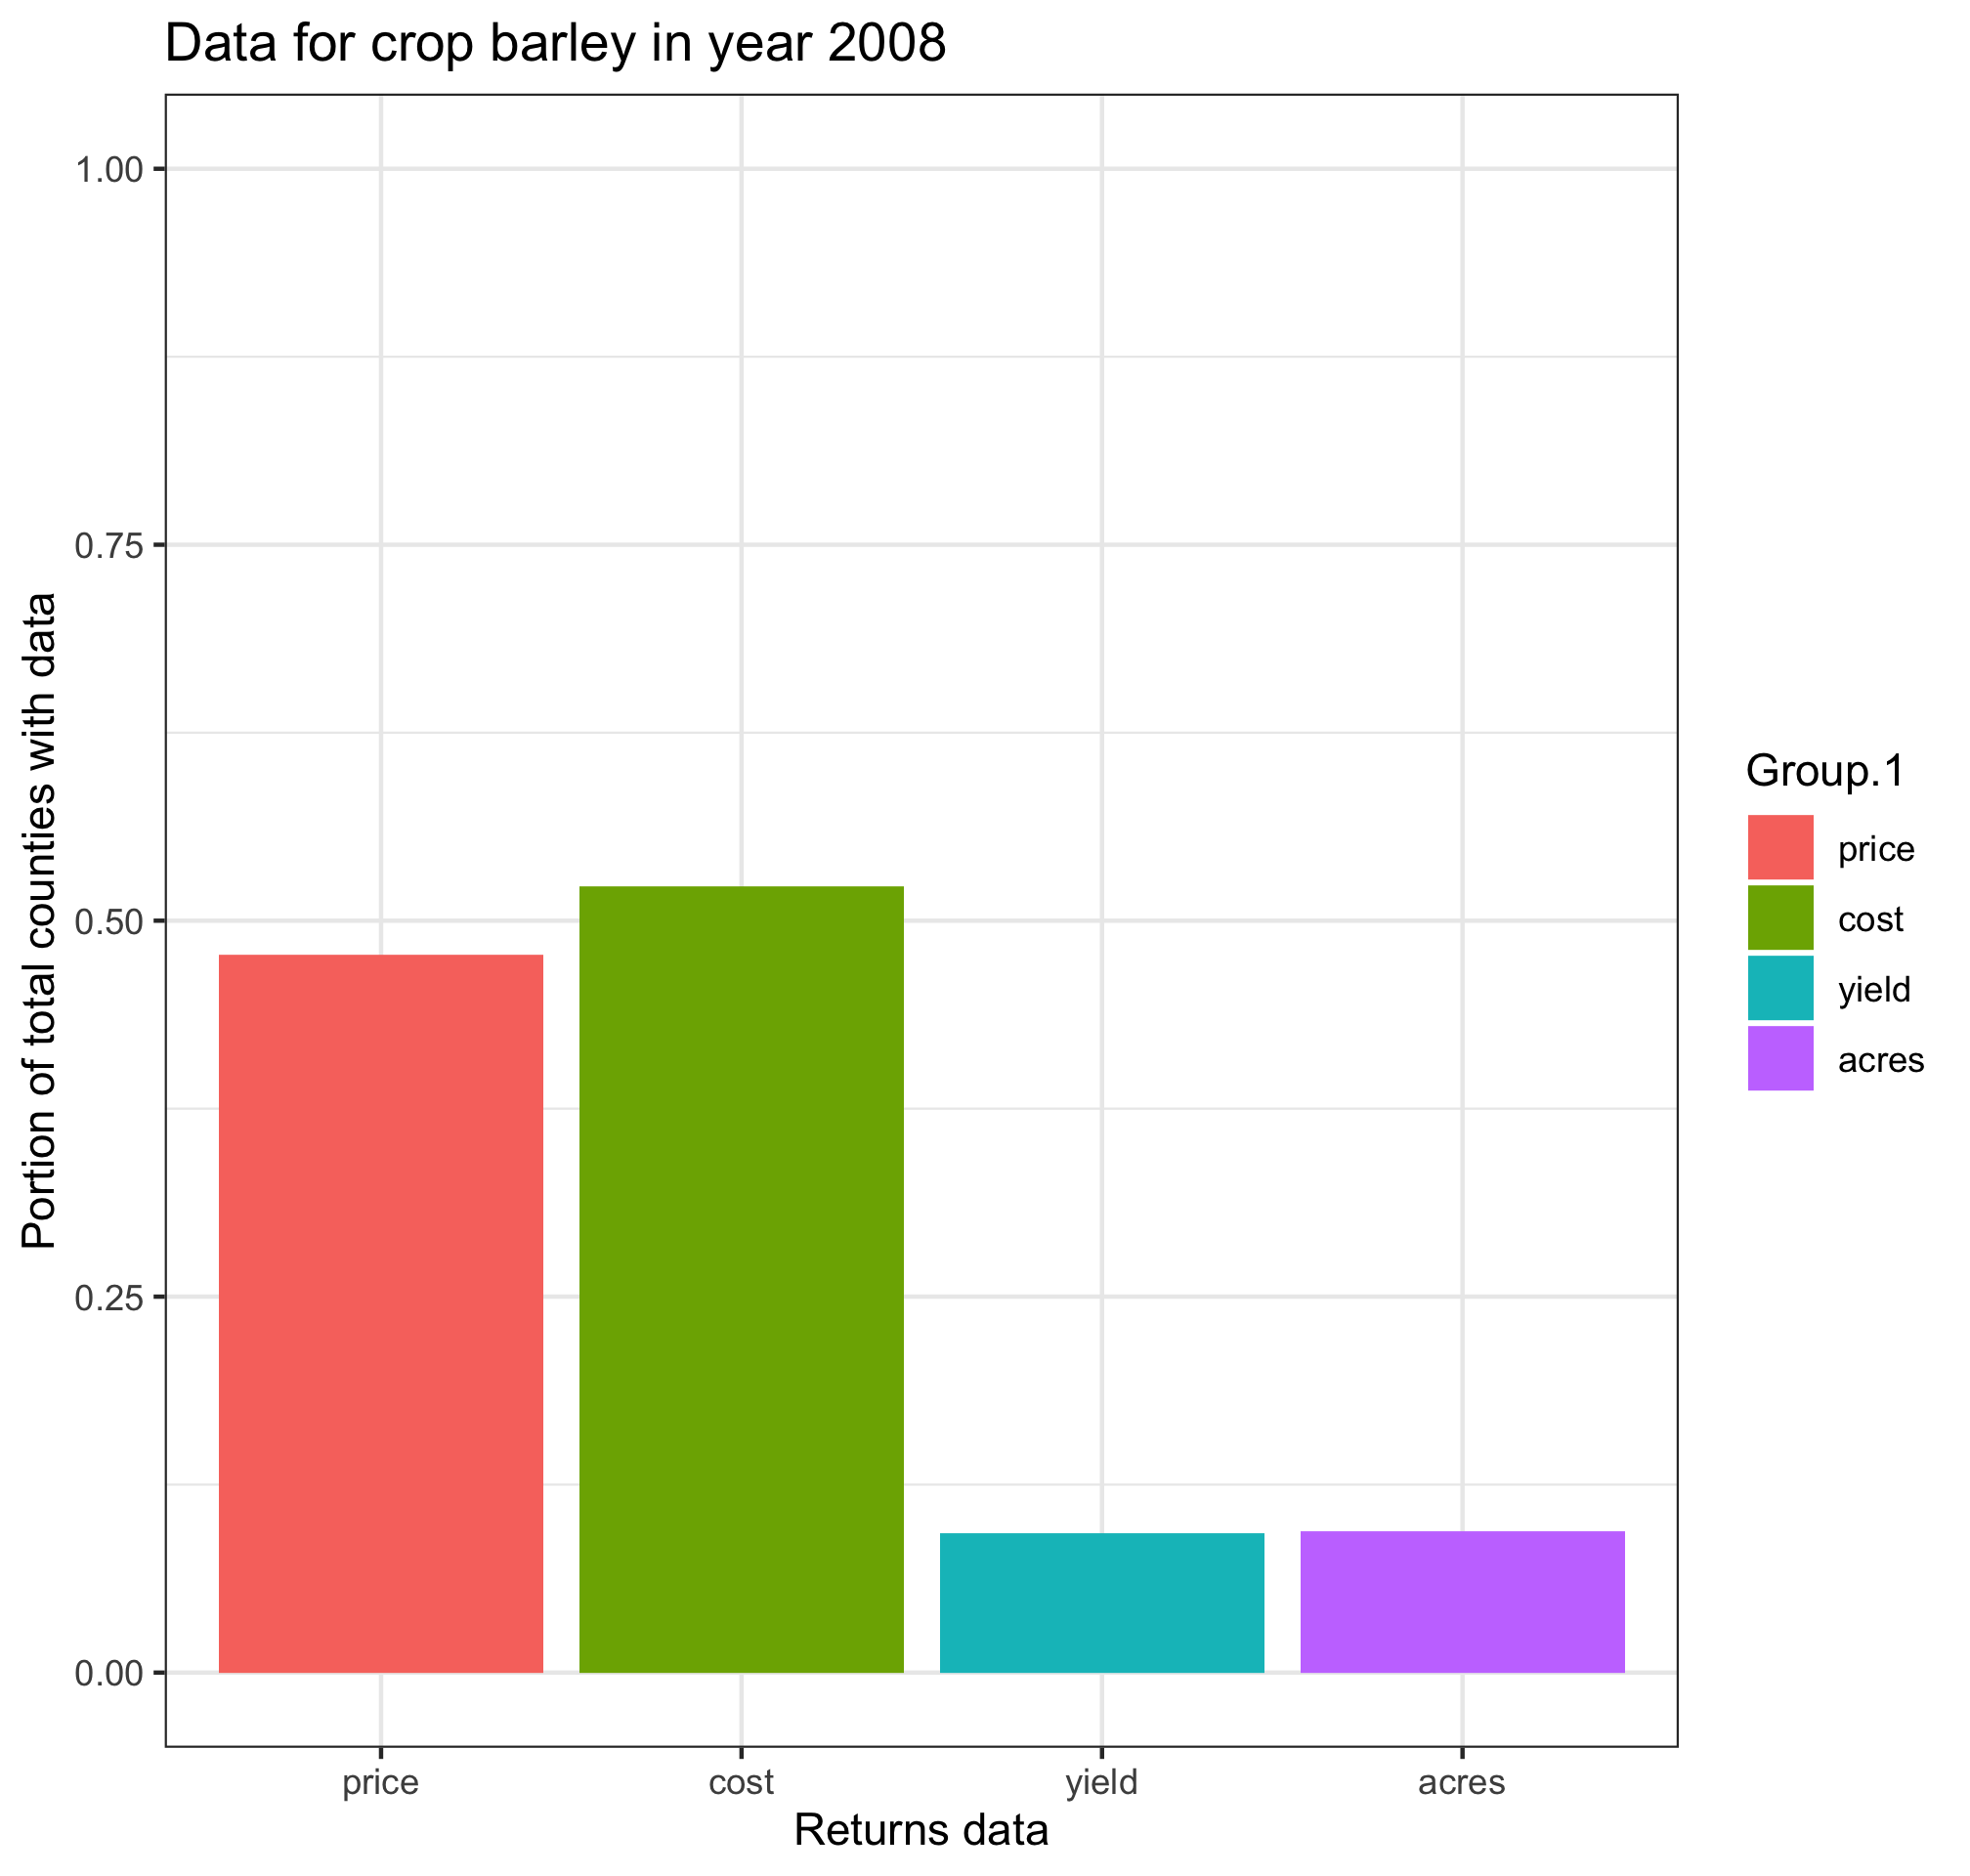 Data for crop barley in year 2008
Portion of total counties with data
1.00
0.75
0.50
0.25
0.00
price
cost
yield
acres
Returns data
Group.1
price
cost
yield
acres